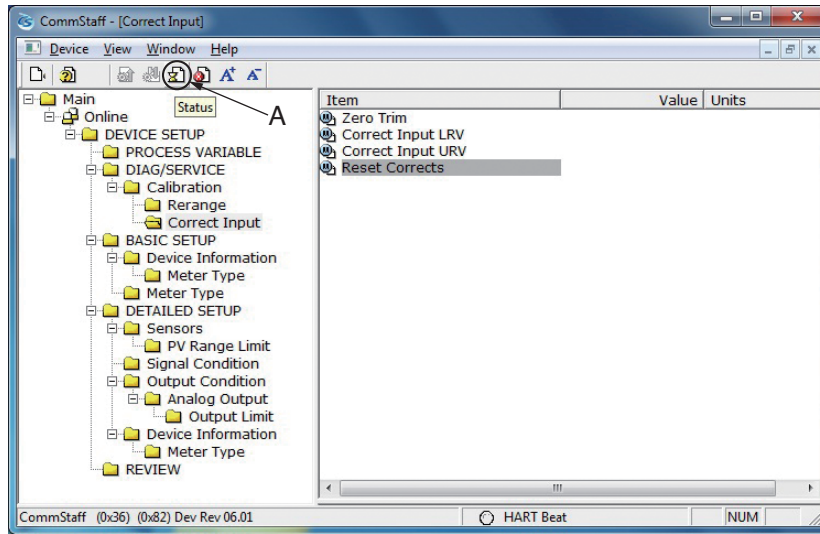 CommStaff - [Correct Input]
Device View Window Help
A+ A-
Status
A
Main
Online
DEVICE SETUP
PROCESS VARIABLE
DIAG/SERVICE
Calibration
Rerange
Correct Input
BASIC SETUP
Device Information
Meter Type
Meter Type
DETAILED SETUP
Sensors
PV Range Limit
Signal Condition
Output Condition
Analog Output
Output Limit
Device Information
Meter Type
REVIEW
Item Value Units
Zero Trim
Correct Input LRV
Correct Input URV
Reset Corrects
CommStaff (0x36) (0x82) Dev Rev 06.01 HART Beat NUM